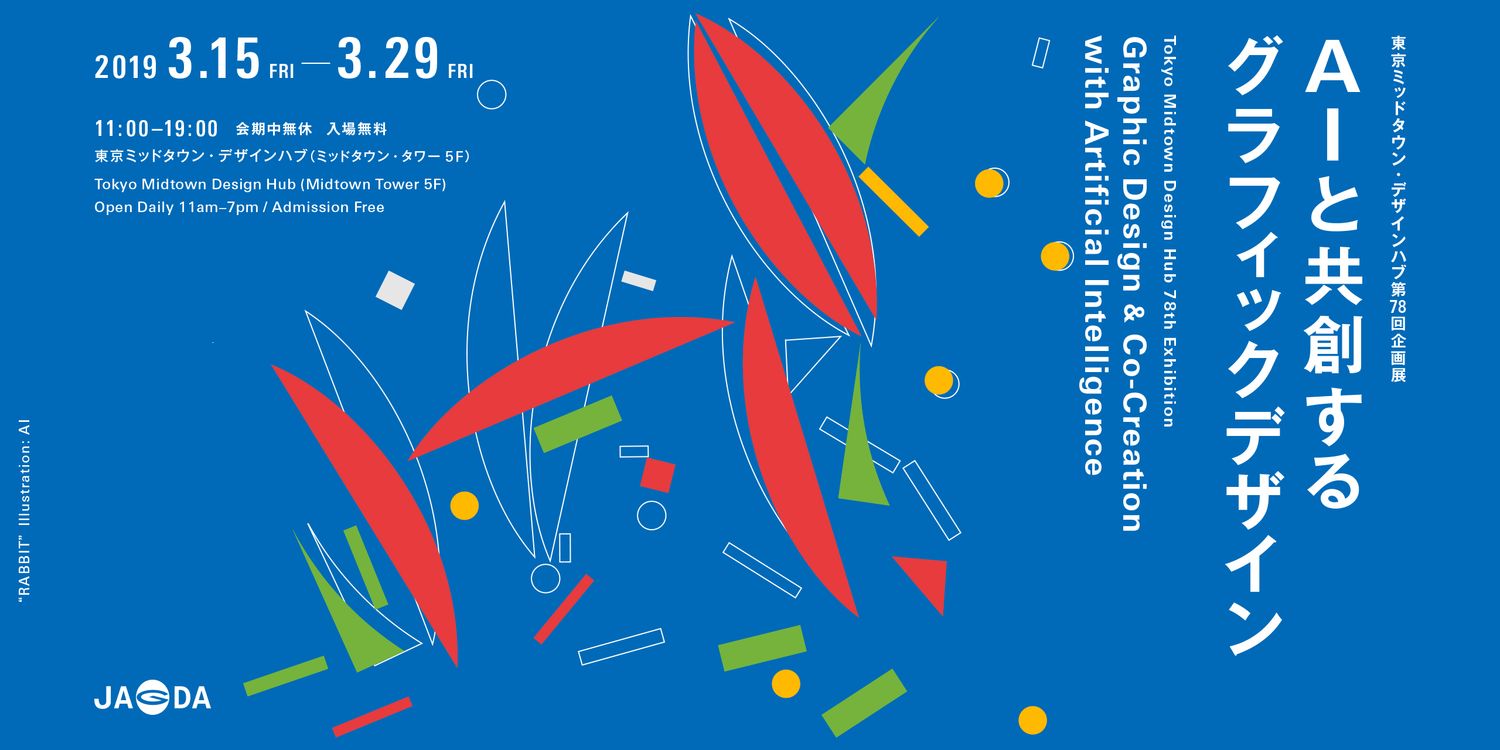 東京ミッドタウン・デザインハブ第78回企画展
AIと共創する
グラフィックデザイン
Tokyo Midtown Design Hub 78th Exhibition
Graphic Design & Co-Creation
with Artificial Intelligence
2019 3.15 FRI — 3.29 FRI
11:00–19:00 会期中無休 入場無料
東京ミッドタウン・デザインハブ(ミッドタウン・タワー 5F)
Tokyo Midtown Design Hub (Midtown Tower 5F)
Open Daily 11am–7pm / Admission Free
“RABBIT” Illustration: AI
JAGDA